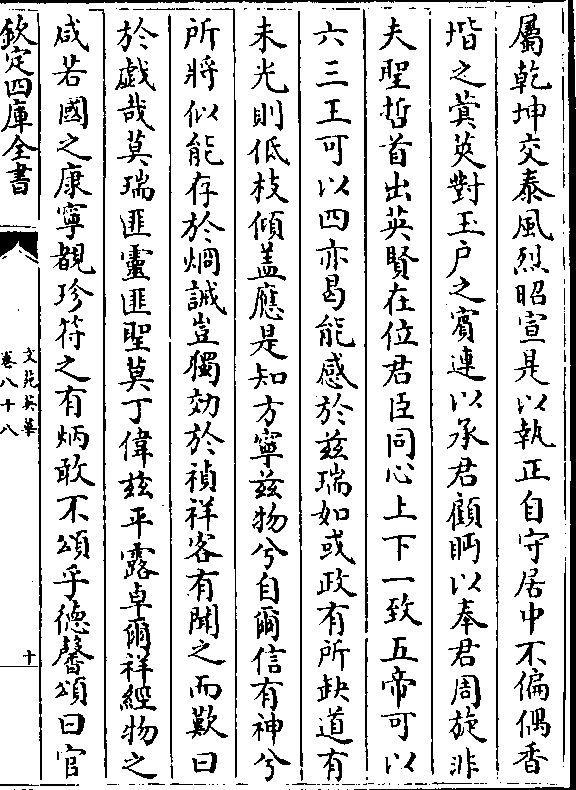 屬乾坤交泰風烈昭宣是以執正自守居中不偏偶香
堦之蓂莢對玉户之賓連以承君顧眄以奉君周旋非
夫聖哲首出英賢在位君臣同心上下一致五帝可以
六三王可以四亦曷能感於兹瑞如或政有所缺道有
未光則低枝傾盖應是知方寧兹物兮自爾信有神兮
所將似能存於烱誡豈獨効於禎祥客有聞之而歎曰
於戯哉莫瑞匪靈匪聖莫丁偉兹平露卓爾祥經物之
咸若國之康寧覩珍符之有炳敢不頌乎德馨頌曰官
欽定四庫全書
文苑英華
卷八十八
十